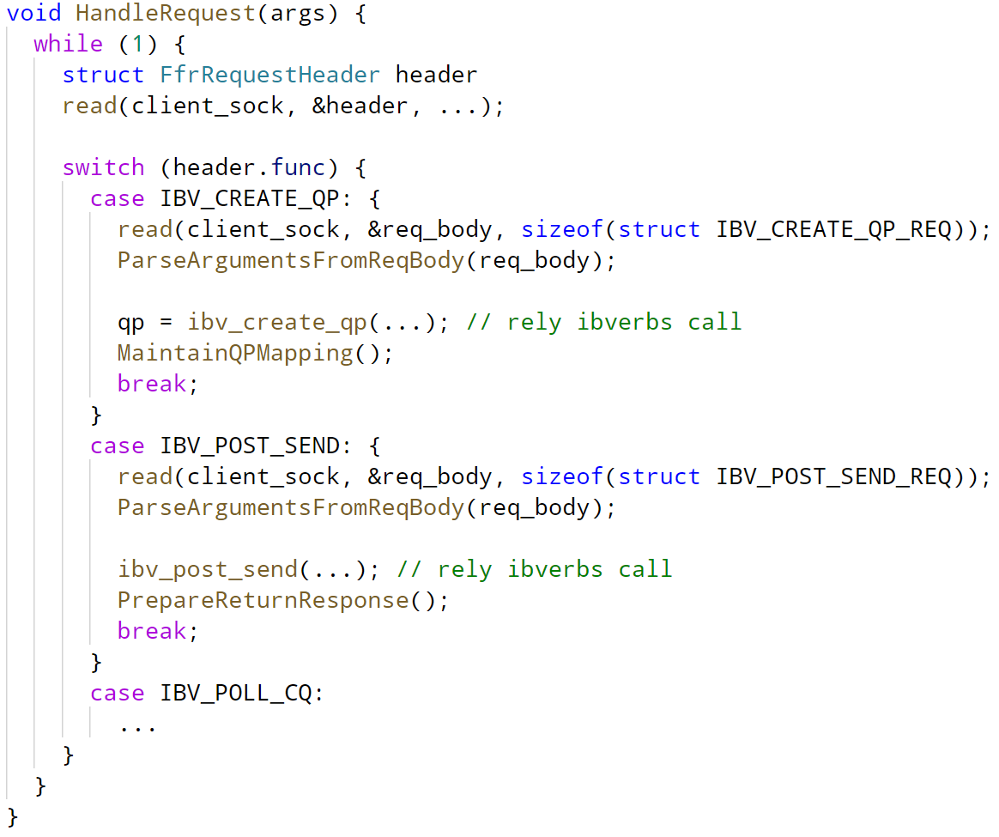 void HandleRequest(args) {
while (1) {
struct FfrRequestHeader header
read(client_sock, &header, ...);
switch (header.func) {
case IBV_CREATE_QP: {
read(client_sock, &req_body, sizeof(struct IBV_CREATE_QP_REQ));
ParseArgumentsFromReqBody(req_body);
qp = ibv_create_qp(...); // rely ibverbs call
MaintainQPMapping();
break;
}
case IBV_POST_SEND: {
read(client_sock, &req_body, sizeof(struct IBV_POST_SEND_REQ));
ParseArgumentsFromReqBody(req_body);
ibv_post_send(...); // rely ibverbs call
PrepareReturnResponse();
break;
}
case IBV_POLL_CQ:
...
}
}
}